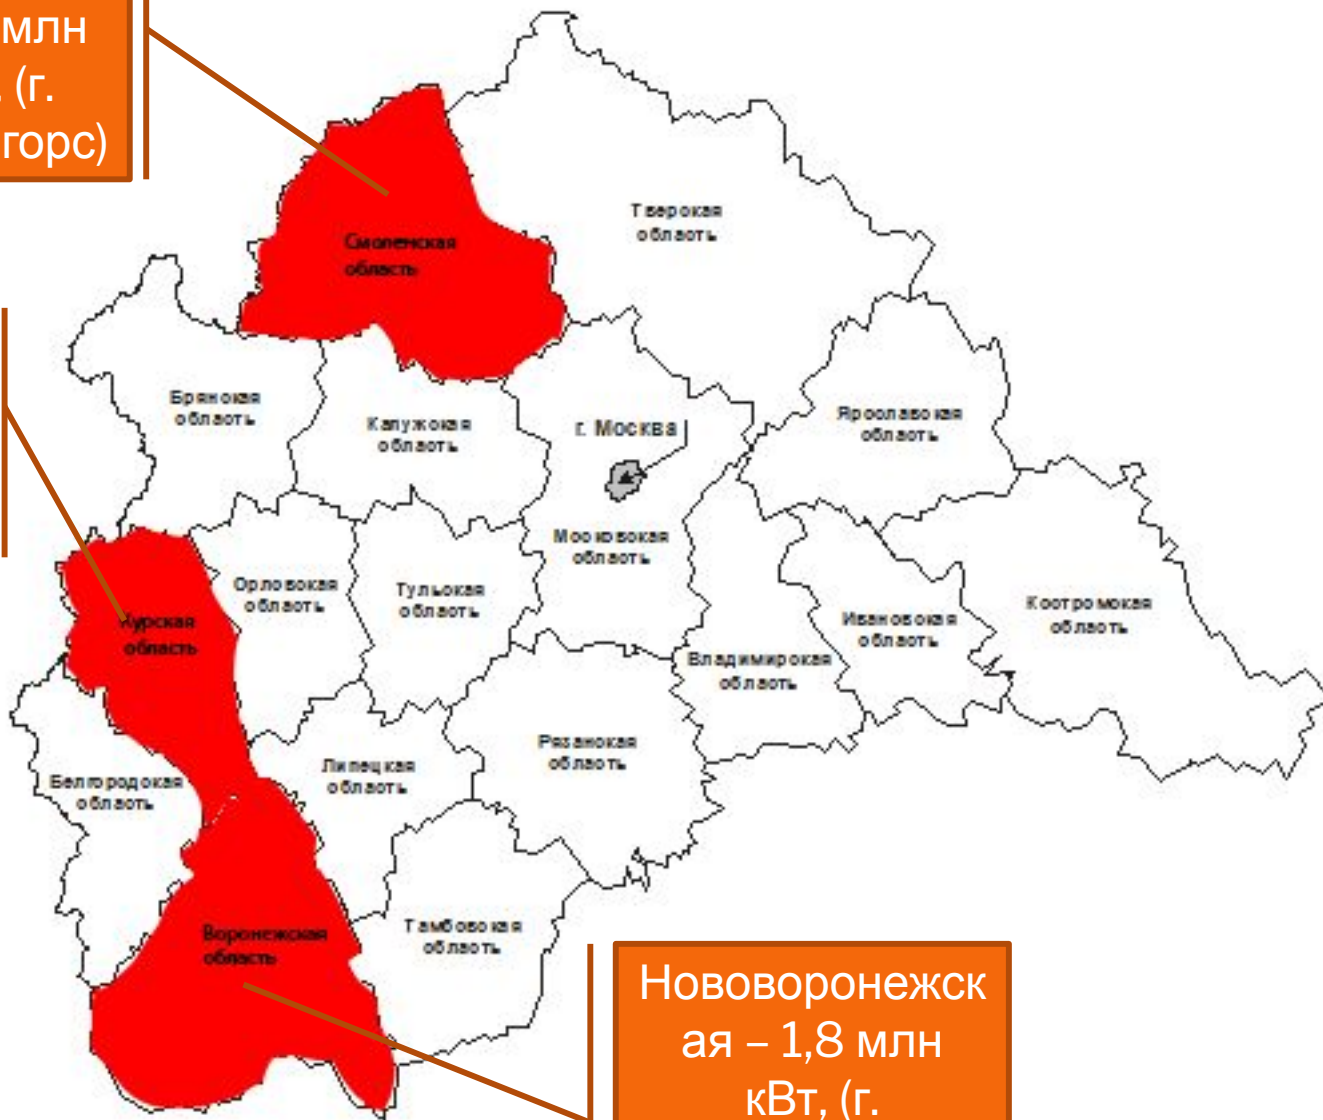 млн
(г.
горс)
Тверская
область
Смоленская
область
Брянская
область
Калужская
область
г. Москва
Ярославская
область
Московская
область
Орловская
область
Тульская
область
Курская
область
Ивановская
область
Костромская
область
Владимирская
область
Рязанская
область
Липецкая
область
Белгородская
область
Тамбовская
область
Воронежская
область
Нововоронежск
ая – 1,8 млн
кВт, (г.